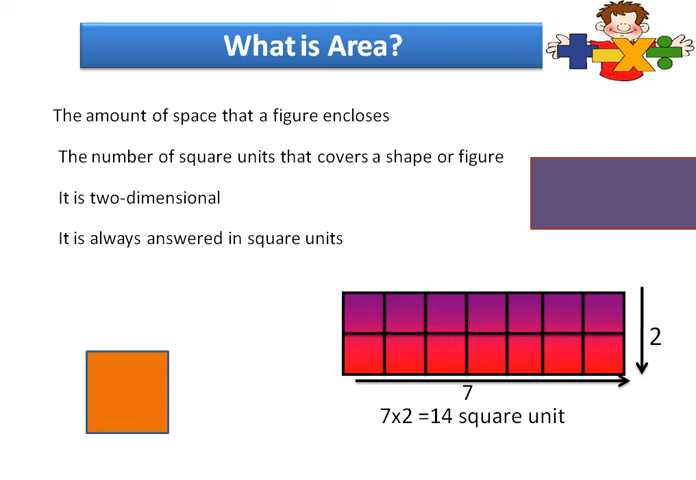 What is Area?
The amount of space that a figure encloses
The number of square units that covers a shape or figure
It is two-dimensional
It is always answered in square units
2
7
7x2 =14 square unit